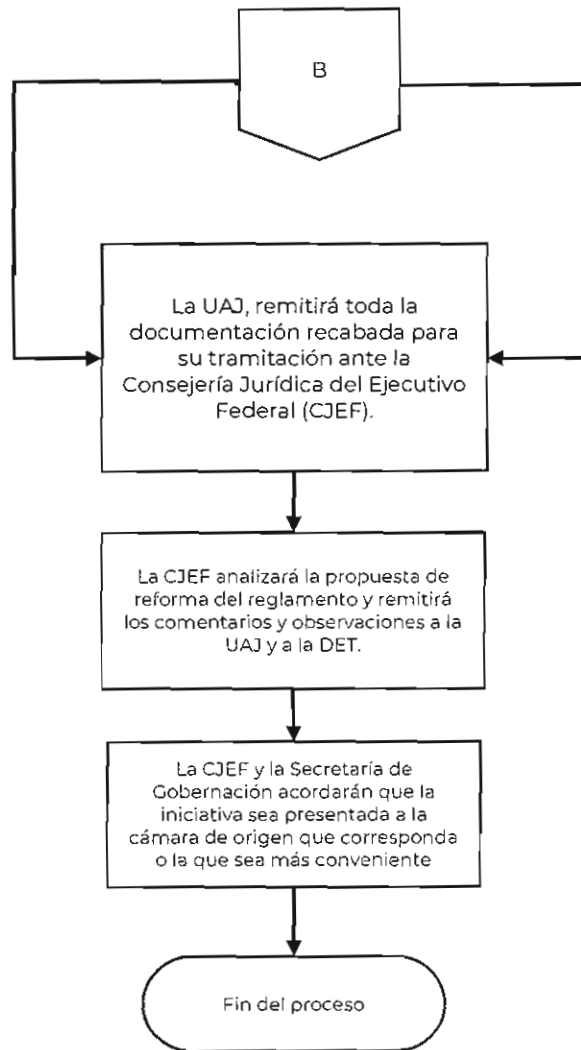 B
La UAJ, remitirá toda la
documentación recabada para
su tramitación ante la
Consejería Jurídica del Ejecutivo
Federal (CJEF).
La CJEF analizará la propuesta de
reforma del reglamento y remitirá
los comentarios y observaciones a la
UAJ y a la DET.
La CJEF y la Secretaría de
Gobernación acordarán que la
iniciativa sea presentada a la
cámara de origen que corresponda
o la que sea más conveniente
Fin del proceso